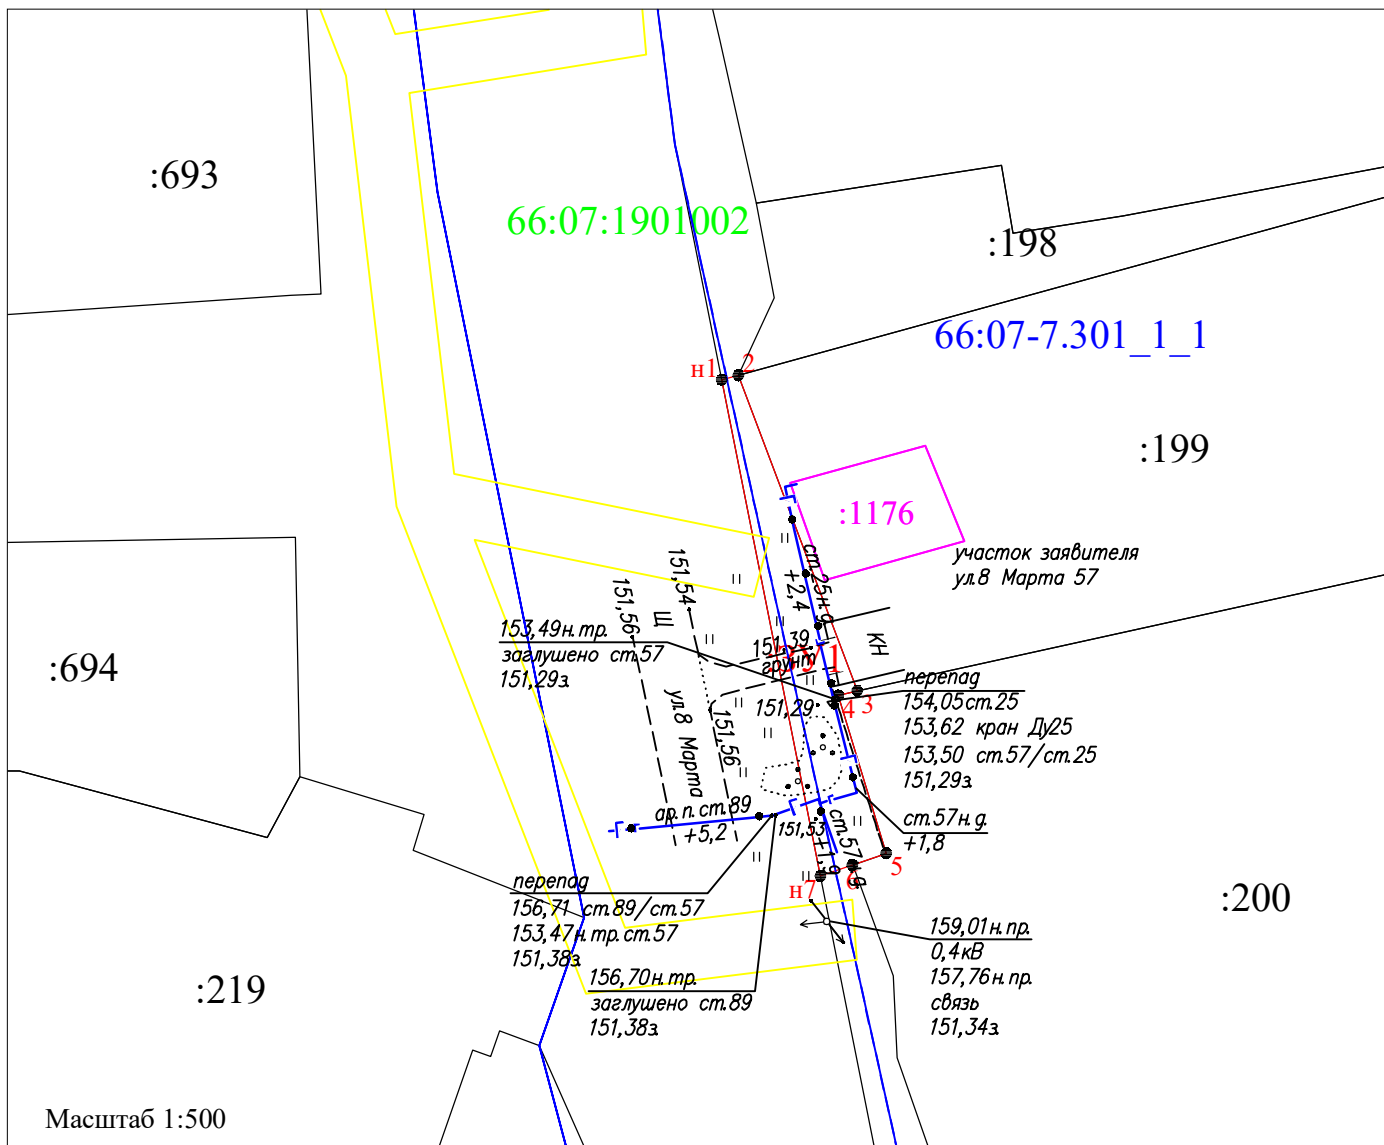 :693
66:07:1901002
:198
66:07-7.301_1_1
н1
2
:199
:1176
участок заявителя
ул.8 Марта 57
ст.25н.д.
+2,4
151,54
151,56
Щ
153,49н.тр.
заглушено ст.57
151,29з.
151,39
грунт
КН
:694
ул.8 Марта
151,56
151,29
4
3
перепад
154,05ст.25
153,62 кран Ду25
153,50 ст.57/ст.25
151,29з.
ар.п.ст.89
+5,2
151,53
ст.57н.д.
+1,9
ст.57н.д.
+1,8
5
6
н7
перепад
156,71 ст.89/ст.57
153,47н.тр.ст.57
151,38з.
:200
159,01н.пр.
0,4кВ
157,76н.пр.
связь
151,34з.
:219
156,70н.тр.
заглушено ст.89
151,38з.
Масштаб 1:500